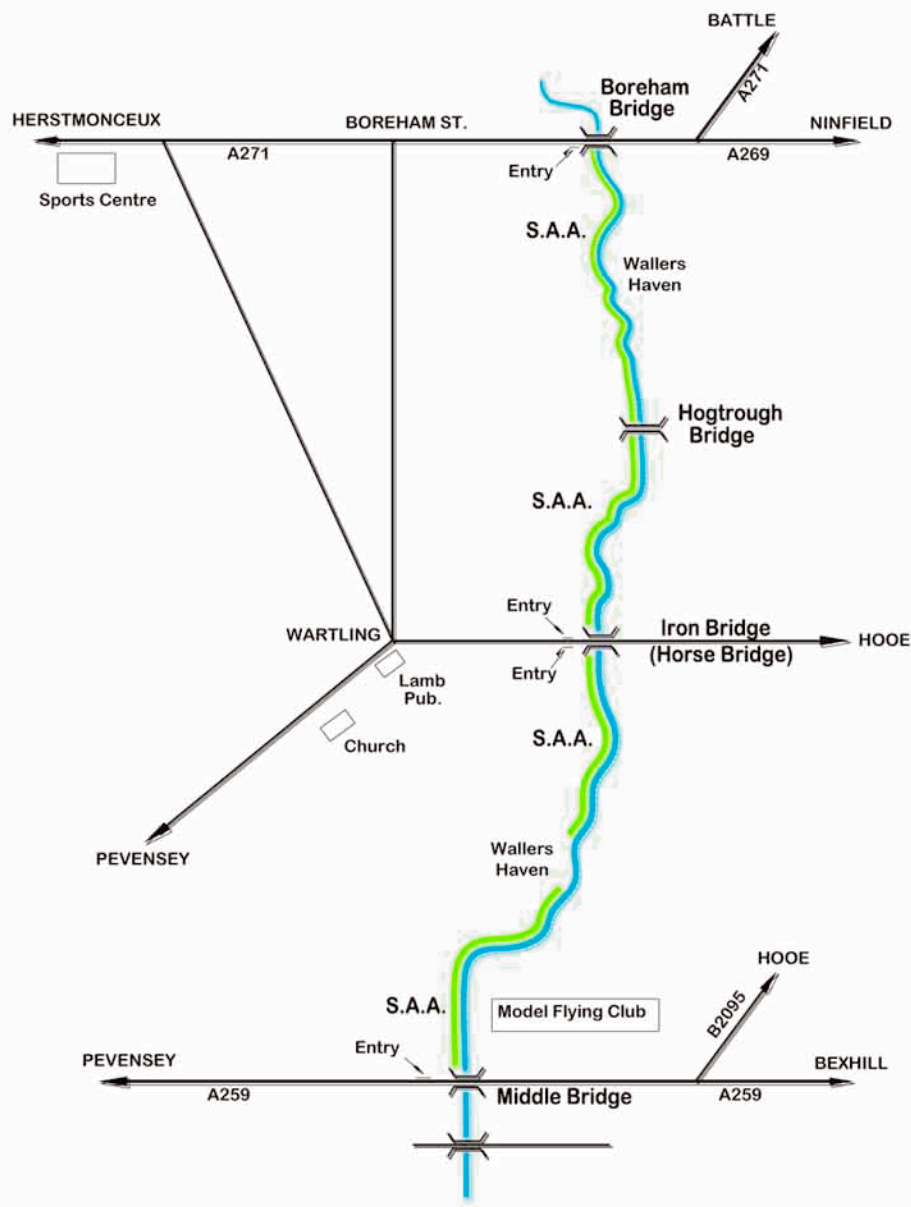 BATTLE
A271
Boreham
Bridge
HERSTMONCEUX
BOREHAM ST.
NINFIELD
A271
A269
Entry
Sports Centre
S.A.A.
Wallers
Haven
Hogtrough
Bridge
S.A.A.
Entry
WARTLING
Iron Bridge
(Horse Bridge)
HOOE
Entry
Lamb
Pub.
Church
S.A.A.
PEVENSEY
Wallers
Haven
HOOE
B2095
S.A.A.
Model Flying Club
Entry
PEVENSEY
BEXHILL
A259
Middle Bridge
A259